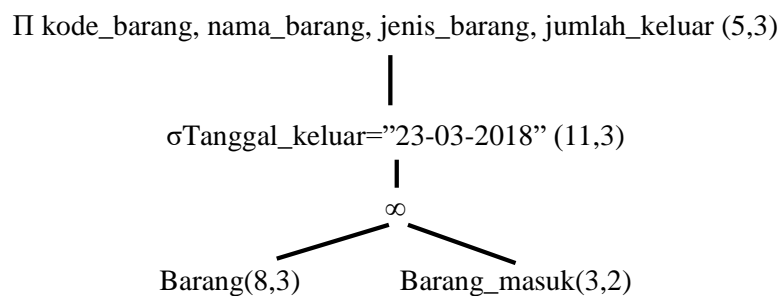 Π kode_barang, nama_barang, jenis_barang, jumlah_keluar (5,3)
σTanggal_keluar=”23-03-2018” (11,3)
∞
Barang(8,3) Barang_masuk(3,2)